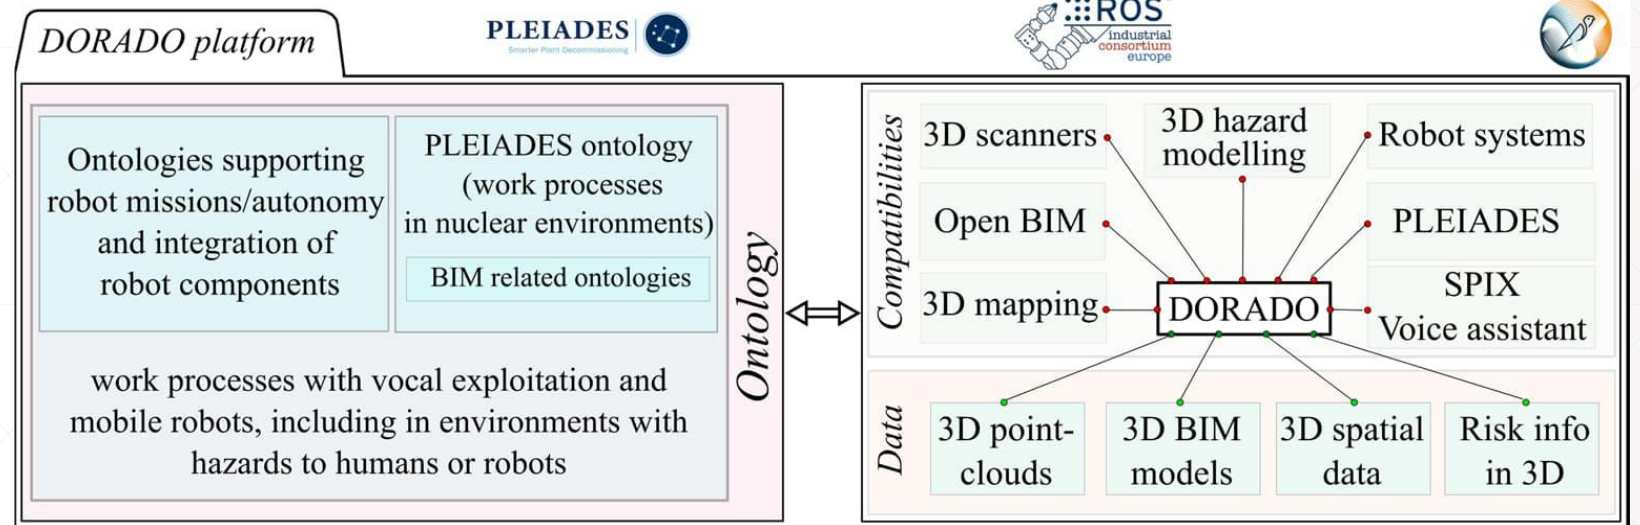 DORADO platform
PLEIADES
Smarter Plant Decommissioning
ROS
industrial
consortium
europe
Ontologies supporting
robot missions/autonomy
and integration of
robot components
PLEIADES ontology
(work processes
in nuclear environments)
BIM related ontologies
work processes with vocal exploitation and
mobile robots, including in environments with
hazards to humans or robots
Ontology
Compatibilities
3D scanners
3D hazard
modelling
Robot systems
Open BIM
PLEIADES
3D mapping
DORADO
SPIX
Voice assistant
Data
3D point-
clouds
3D BIM
models
3D spatial
data
Risk info
in 3D